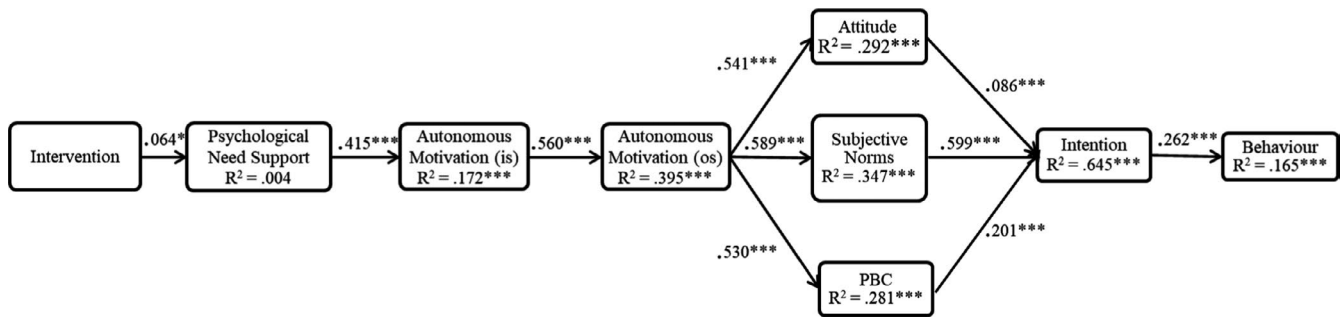 Intervention
.064*
Psychological
Need Support
R² = .004
.415***
Autonomous
Motivation (is)
R² = .172***
.560***
Autonomous
Motivation (os)
R² = .395***
.541***
.589***
.530***
Attitude
R² = .292***
Subjective
Norms
R² = .347***
PBC
R² = .281***
.086***
.599***
.201***
Intention
R² = .645***
.262***
Behaviour
R² = .165***